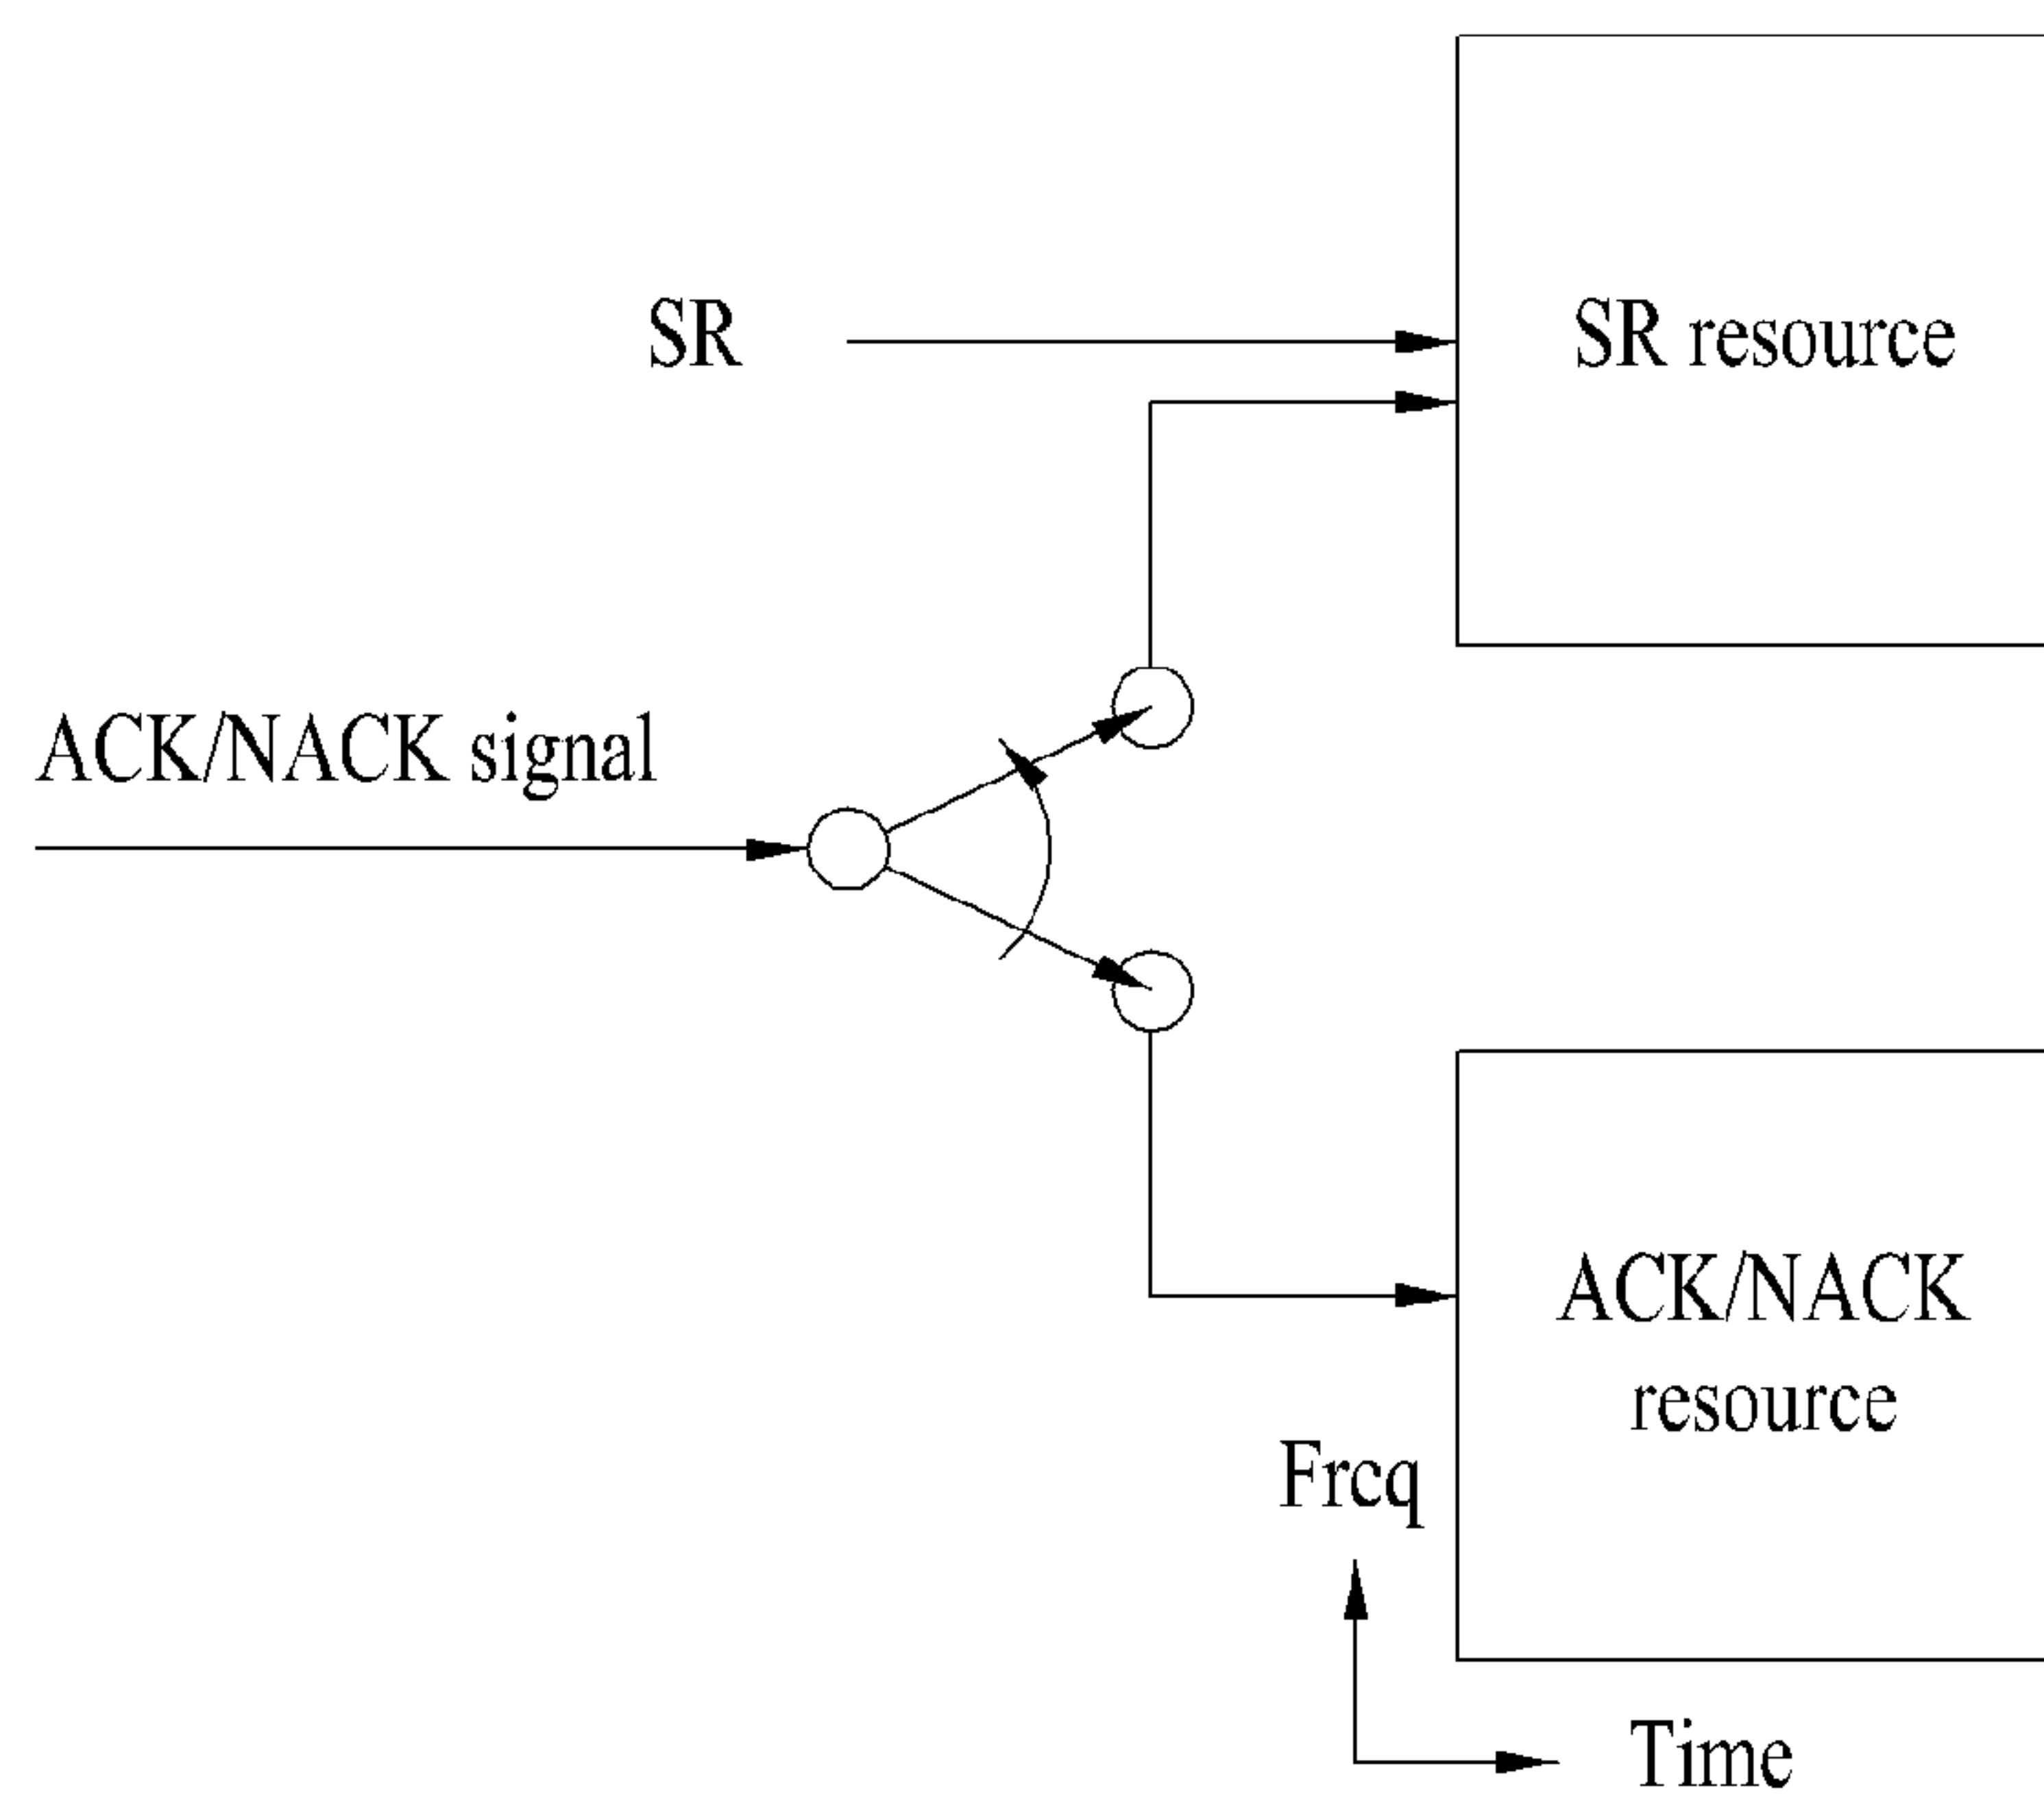 SR
SR resource
ACK/NACK signal
ACK/NACK
resource
Frcq
Time